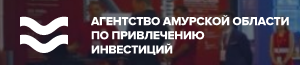 АГЕНТСТВО АМУРСКОЙ ОБЛАСТИ
ПО ПРИВЛЕЧЕНИЮ
ИНВЕСТИЦИЙ